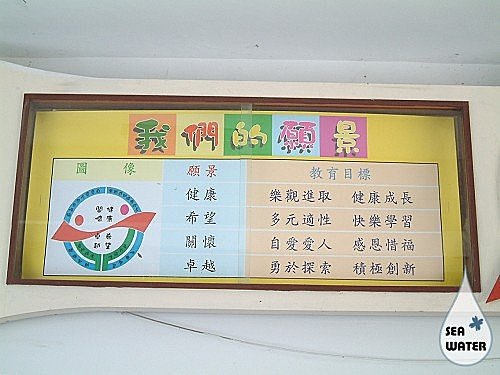 我們的願景
圖像 願景 教育目標
健康 樂觀進取 健康成長
希望 多元適性 快樂學習
關懷 自愛愛人 感恩惜福
卓越 勇於探索 積極創新
SEA
WATER